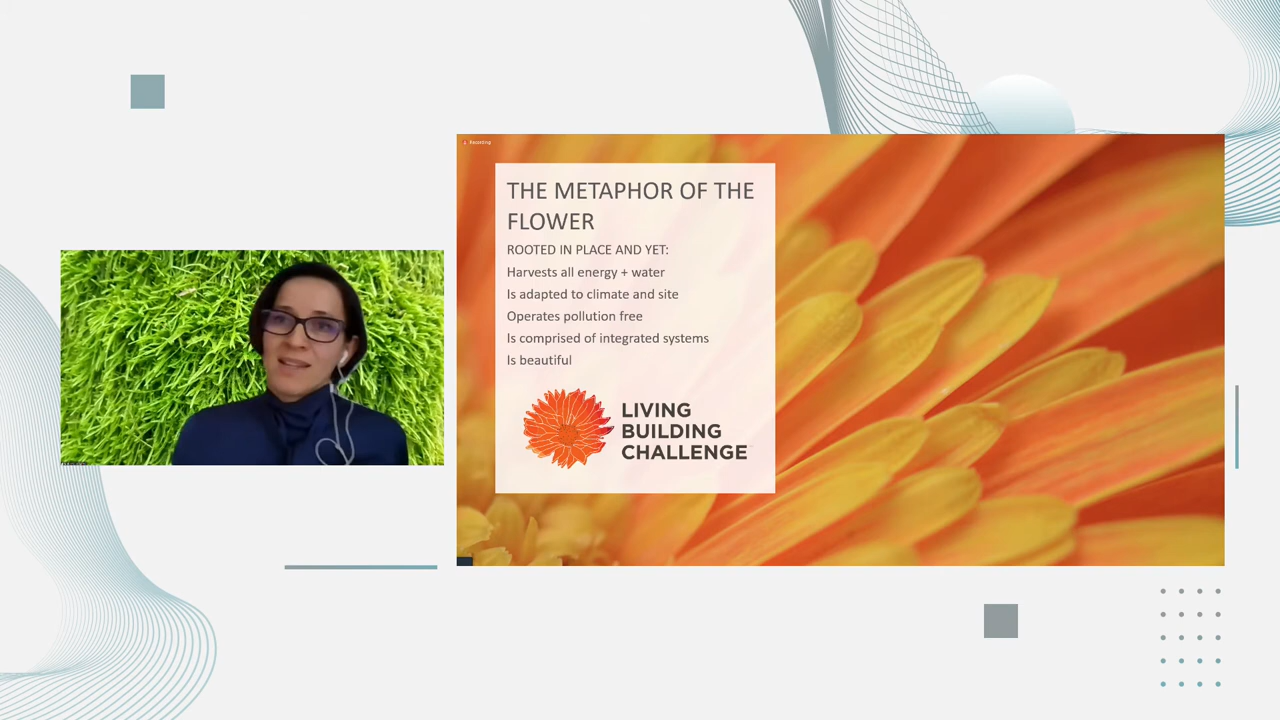 Recording
THE METAPHOR OF THE
FLOWER
ROOTED IN PLACE AND YET:
Harvests all energy + water
Is adapted to climate and site
Operates pollution free
Is comprised of integrated systems
Is beautiful
LIVING
BUILDING
CHALLENGE